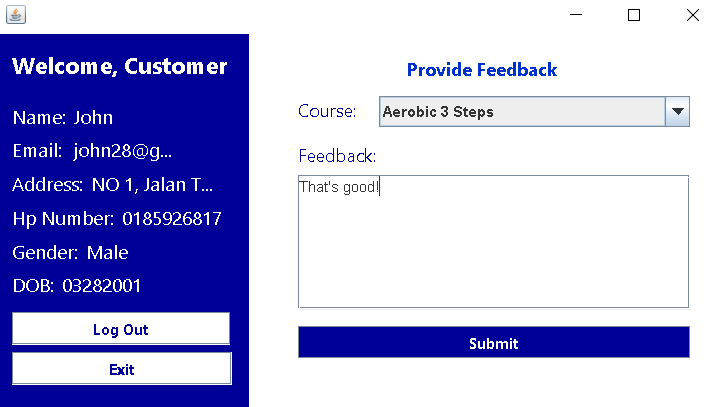 Welcome, Customer
Name: John
Email: john28@g...
Address: NO 1, Jalan T...
Hp Number: 0185926817
Gender: Male
DOB: 03282001
Log Out
Exit
Provide Feedback
Course: Aerobic 3 Steps
Feedback:
That's good!
Submit